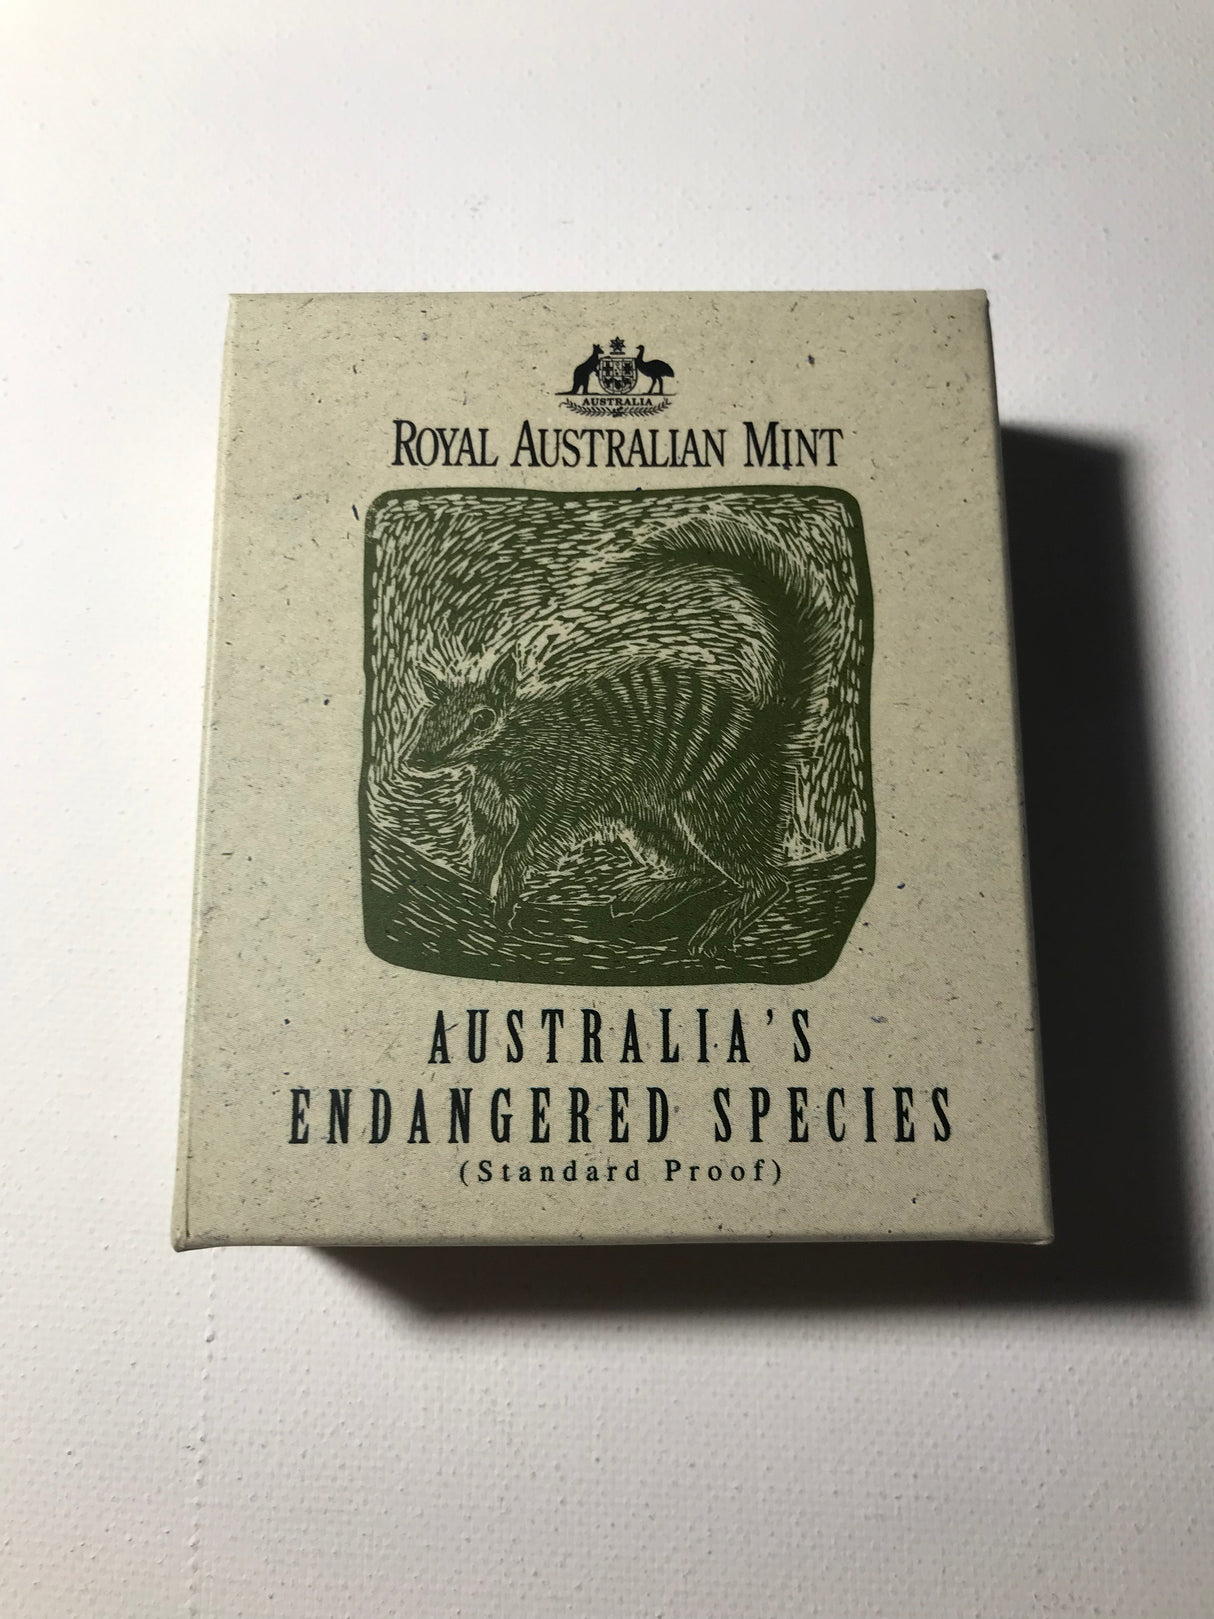 AUSTRALIA
ROYAL AUSTRALIAN MINT
AUSTRALIA'S
ENDANGERED SPECIES
(Standard Proof)